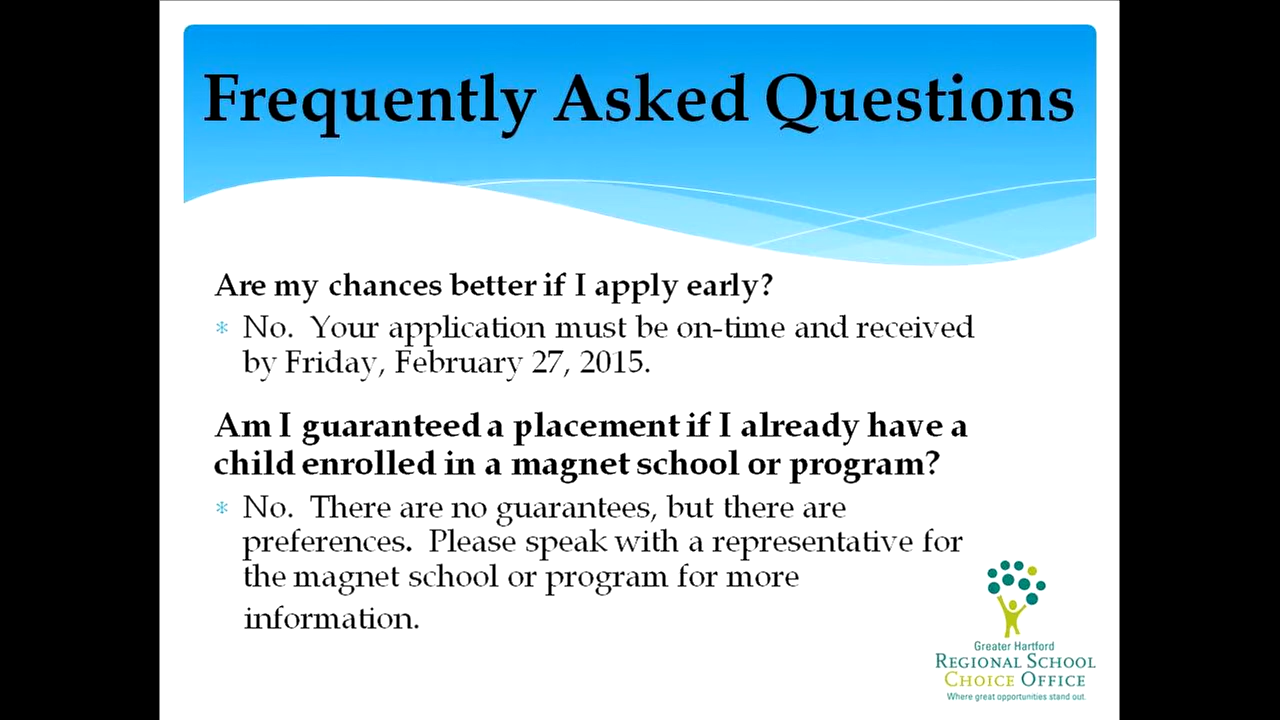 Frequently Asked Questions
Are my chances better if I apply early?
No. Your application must be on-time and received
by Friday, February 27, 2015.
Am I guaranteed a placement if I already have a
child enrolled in a magnet school or program?
No. There are no guarantees, but there are
preferences. Please speak with a representative for
the magnet school or program for more
information.
Greater Hartford
REGIONAL SCHOOL
CHOICE OFFICE
Where great opportunities stand out.